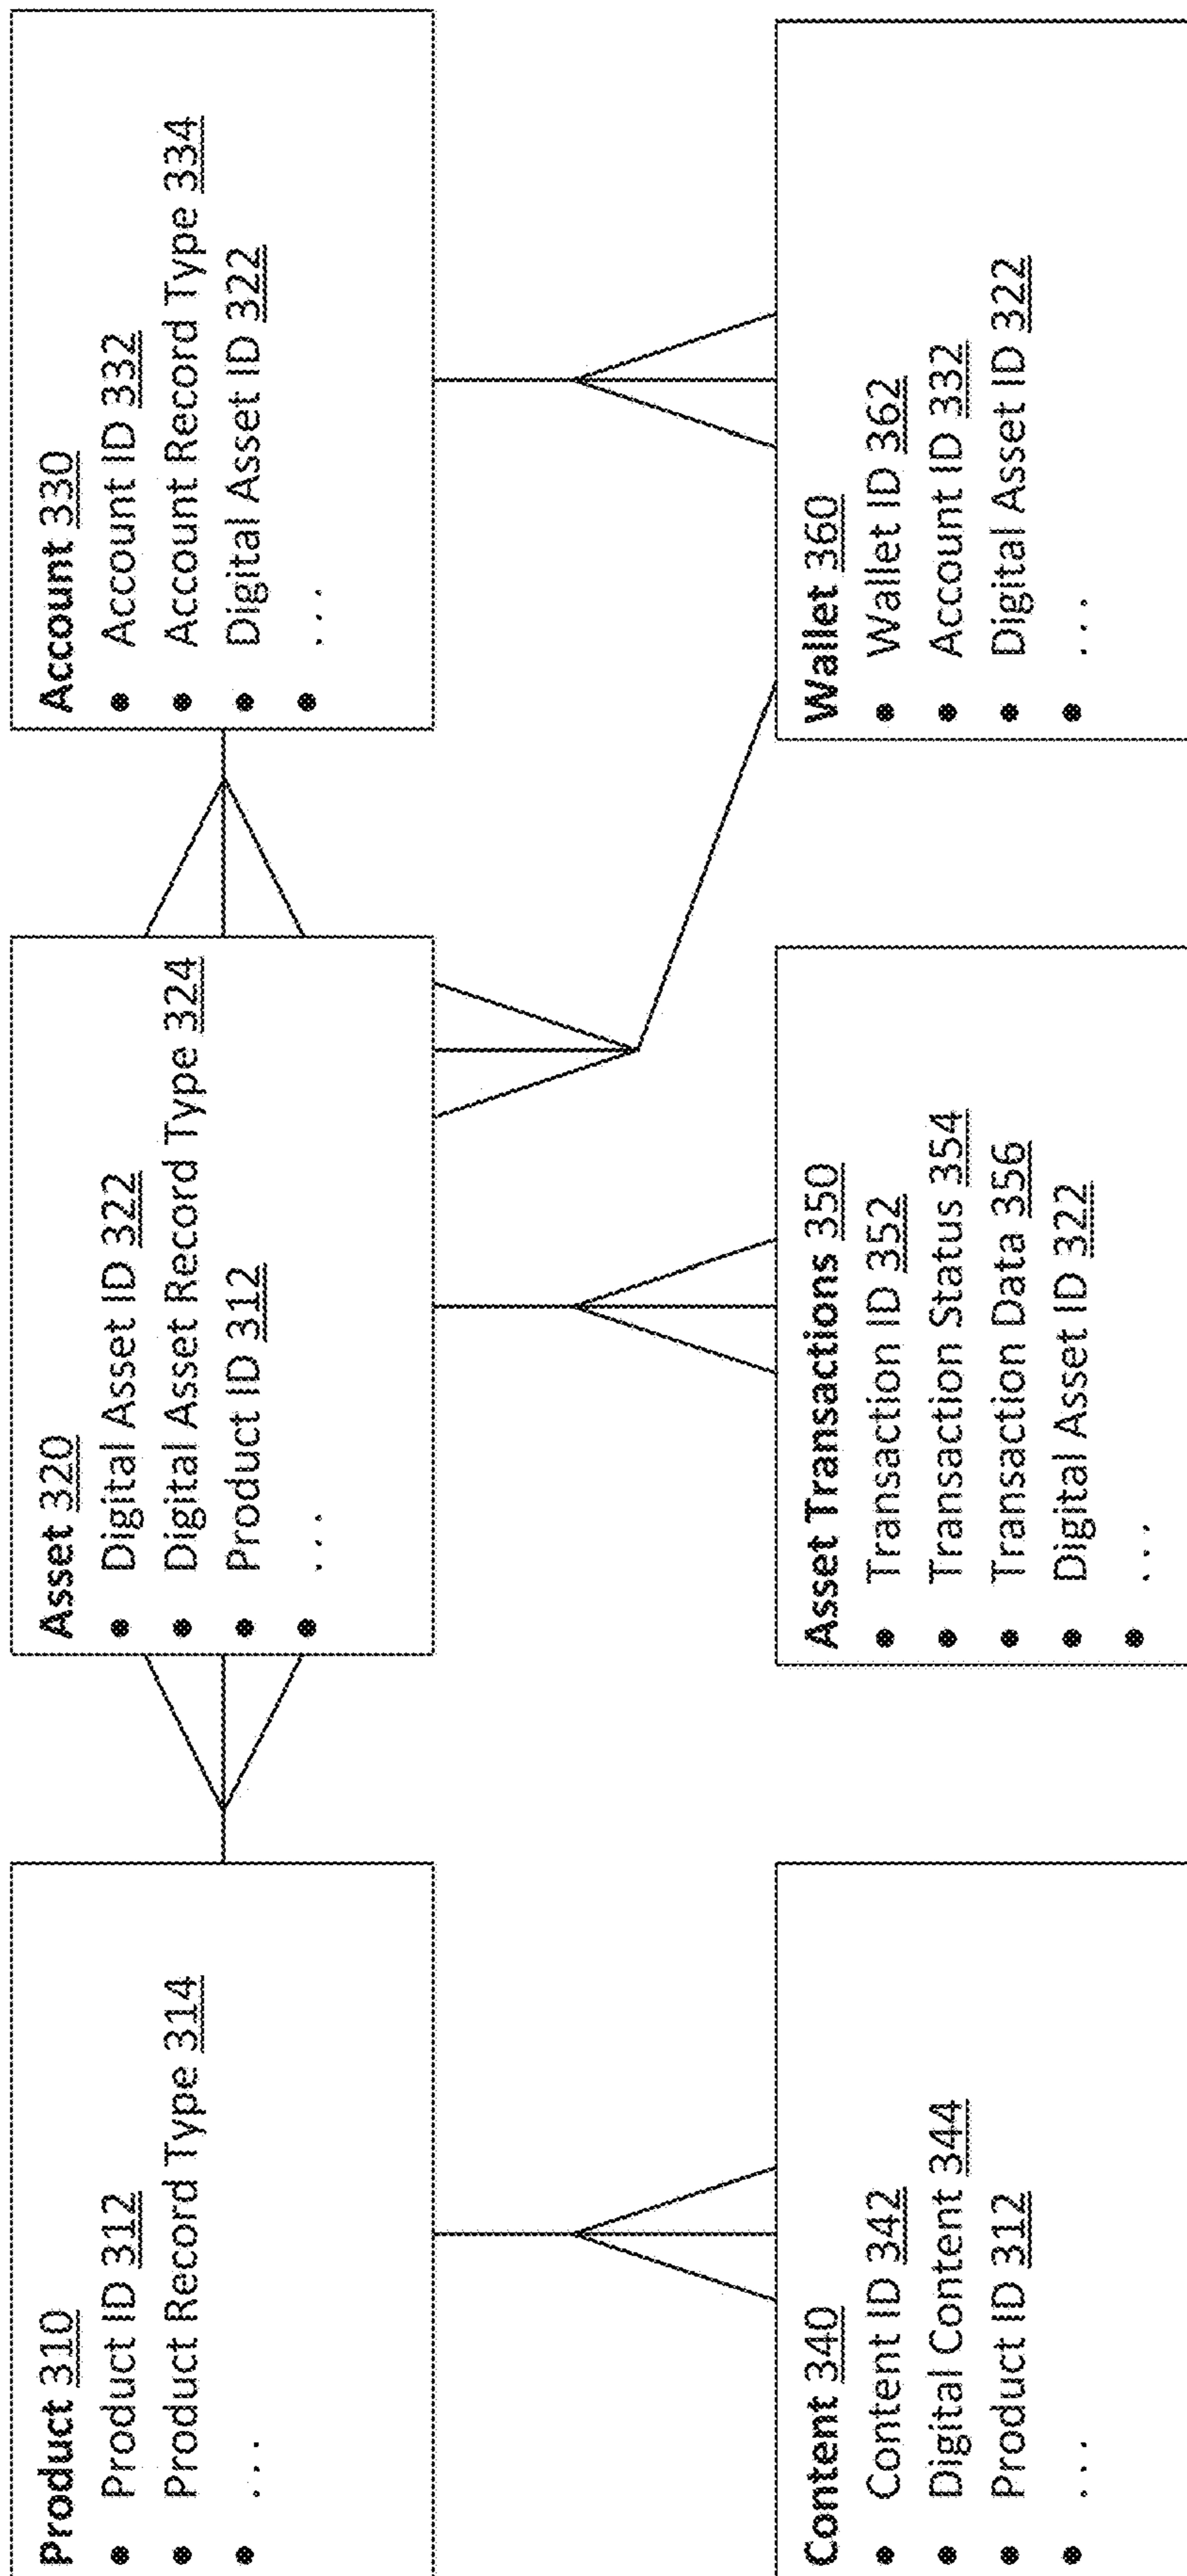 Product 310
• Product ID 312
• Product Record Type 314
• ...
Asset 320
• Digital Asset ID 322
• Digital Asset Record Type 324
• Product ID 312
• ...
Account 330
• Account ID 332
• Account Record Type 334
• Digital Asset ID 322
• ...
Content 340
• Content ID 342
• Digital Content 344
• Product ID 312
• ...
Asset Transactions 350
• Transaction ID 352
• Transaction Status 354
• Transaction Data 356
• Digital Asset ID 322
• ...
Wallet 360
• Wallet ID 362
• Account ID 332
• Digital Asset ID 322
• ...